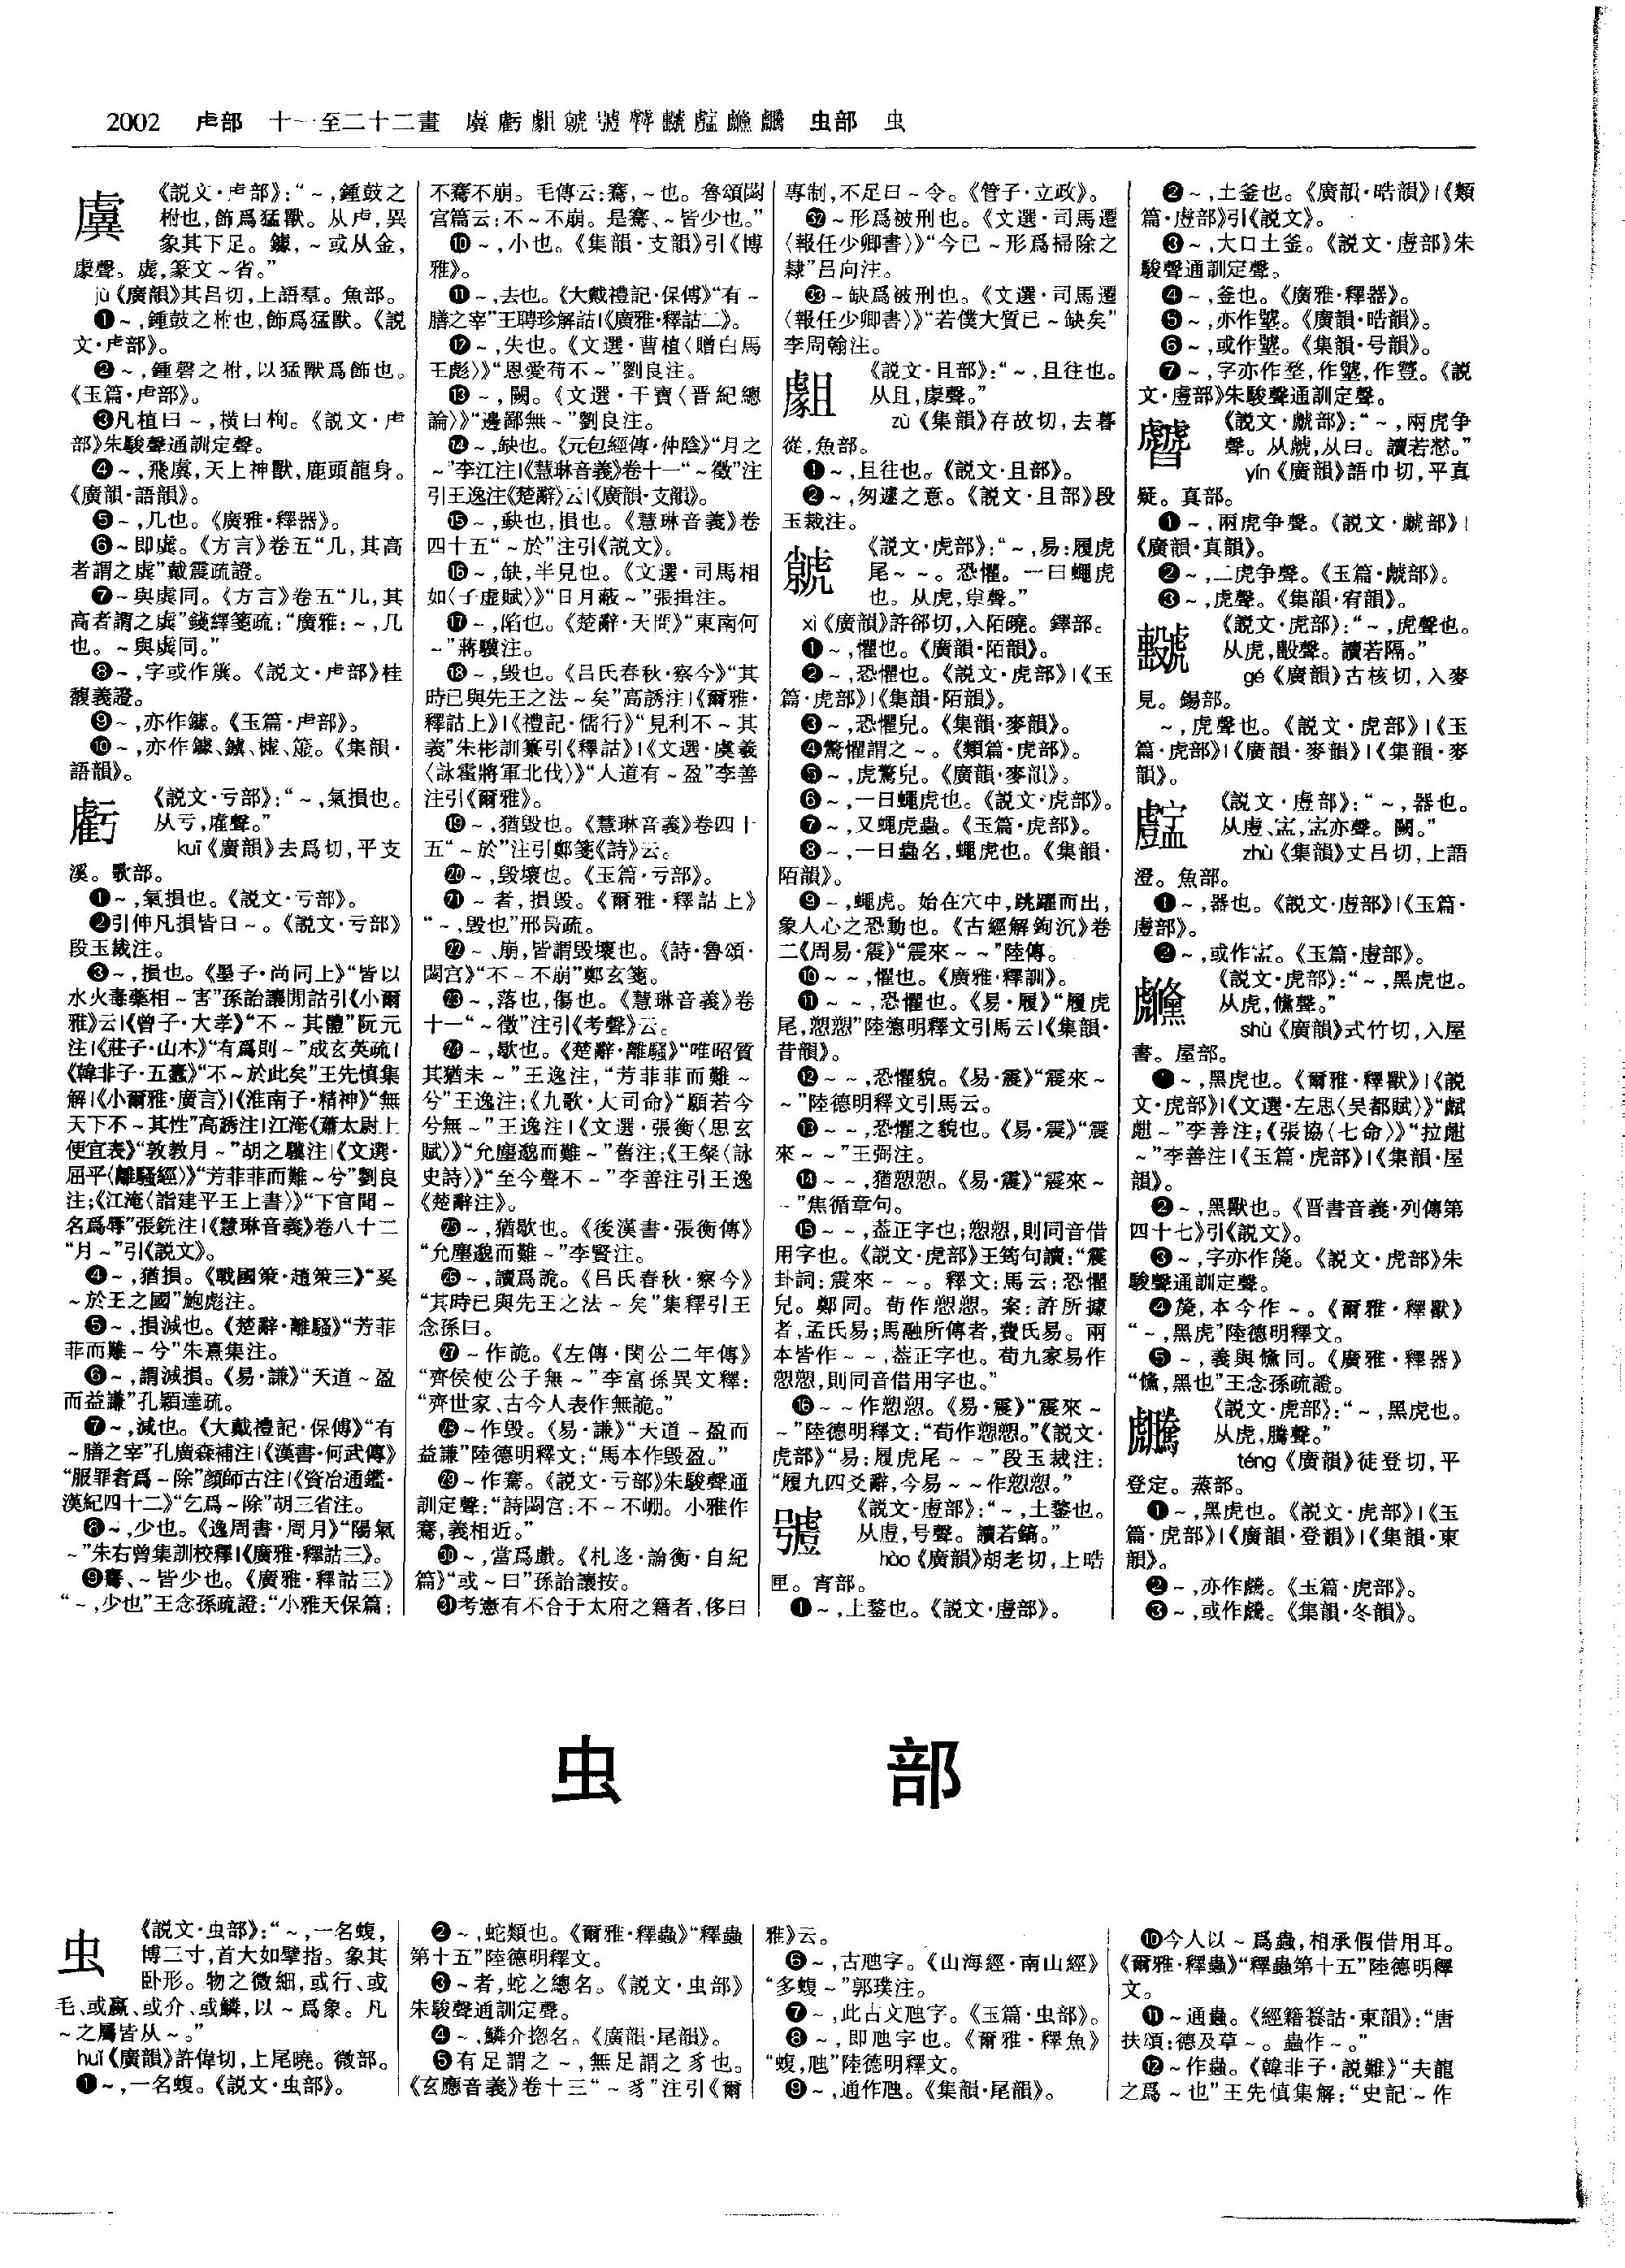 2002 虍部 十一至二十二畫 虡虧䖕虩號䖐䖙䖞虪䲍 虫部 虫
虡
《説文·虍部》：“～，鍾鼓之
柎也，飾爲猛獸。从虍，異
象其下足。鐻，～或从金，
豦聲。虡，篆文～省。”
jù《廣韻》其吕切，上語羣。魚部。
❶～，鍾鼓之柎也，飾爲猛獸。《説
文·虍部》。
❷～，鍾磬之柎，以猛獸爲飾也。
《玉篇·虍部》。
❸凡植曰～，横曰栒。《説文·虍
部》朱駿聲通訓定聲。
❹～，飛虡，天上神獸，鹿頭龍身。
《廣韻·語韻》。
❺～，几也。《廣雅·釋器》。
❻～即虡。《方言》卷五“几，其高
者謂之虡”戴震疏證。
❼～與虡同。《方言》卷五“几，其
高者謂之虡”錢繹箋疏：“廣雅：～，几
也。～與虡同。”
❽～，字或作簴。《説文·虍部》桂
馥義證。
❾～，亦作鐻。《玉篇·虍部》。
❿～，亦作鐻、鐻、櫖、簴。《集韻·
語韻》。
虧
《説文·亏部》：“～，氣損也。
从亏，雐聲。”
kuī《廣韻》去爲切，平支
溪。歌部。
❶～，氣損也。《説文·亏部》。
❷引伸凡損皆曰～。《説文·亏部》
段玉裁注。
❸～，損也。《墨子·尚同上》“皆以
水火毒藥相～害”孫詒讓閒詁引《小爾
雅》云|《曾子·大孝》“不～其體”阮元
注|《莊子·山木》“有爲則～”成玄英疏|
《韓非子·五蠹》“不～於此矣”王先慎集
解|《小爾雅·廣言》|《淮南子·精神》“無
天下不～其性”高誘注|江淹《蕭太尉上
便宜表》“敦教月～”胡之驥注|《文選·
屈平〈離騷經〉》“芳菲菲而難～兮”劉良
注；《江淹〈詣建平王上書〉》“下官聞～
名爲辱”張銑注|《慧琳音義》卷八十二
“月～”引《説文》。
❹～，猶損。《戰國策·趙策三》“奚
～於王之國”鮑彪注。
❺～，損減也。《楚辭·離騷》“芳菲
菲而難～兮”朱熹集注。
❻～，謂減損。《易·謙》“天道～盈
而益謙”孔穎達疏。
❼～，減也。《大戴禮記·保傅》“有
～膳之宰”孔廣森補注|《漢書·何武傳》
“服罪者爲～除”顔師古注|《資治通鑑·
漢紀四十二》“乞爲～除”胡三省注。
❽～，少也。《逸周書·周月》“陽氣
～”朱右曾集訓校釋|《廣雅·釋詁三》。
❾騫、～皆少也。《廣雅·釋詁三》
“～，少也”王念孫疏證：“小雅天保篇：
不騫不崩。毛傳云：騫，～也。魯頌閟
宫篇云：不～不崩。是騫、～皆少也。”
❿～，小也。《集韻·支韻》引《博
雅》。
⓫～，去也。《大戴禮記·保傅》“有～
膳之宰”王聘珍解詁|《廣雅·釋詁二》。
⓬～，失也。《文選·曹植〈贈白馬
王彪〉》“恩愛苟不～”劉良注。
⓭～，闕。《文選·干寶〈晋紀總
論〉》“邊鄙無～”劉良注。
⓮～，缺也。《元包經傳·仲陰》“月之
～”李江注|《慧琳音義》卷十一“～徵”注
引王逸注《楚辭》云|《廣韻·支韻》。
⓯～，缺也，損也。《慧琳音義》卷
四十五“～於”注引《説文》。
⓰～，缺，半見也。《文選·司馬相
如〈子虚賦〉》“日月蔽～”張揖注。
⓱～，陷也。《楚辭·天問》“東南何
～”蔣驥注。
⓲～，毁也。《吕氏春秋·察今》“其
時已與先王之法～矣”高誘注|《爾雅·
釋詁上》|《禮記·儒行》“見利不～其
義”朱彬訓纂引《釋詁》|《文選·虞羲
〈詠霍將軍北伐〉》“人道有～盈”李善
注引《爾雅》。
⓳～，猶毁也。《慧琳音義》卷四十
五“～於”注引鄭箋《詩》云。
⓴～，毁壞也。《玉篇·亏部》。
㉑～者，損毁。《爾雅·釋詁上》
“～，毁也”邢昺疏。
㉒～、崩，皆謂毁壞也。《詩·魯頌·
閟宫》“不～不崩”鄭玄箋。
㉓～，落也，傷也。《慧琳音義》卷
十一“～徵”注引《考聲》云。
㉔～，歇也。《楚辭·離騷》“唯昭質
其猶未～”王逸注，“芳菲菲而難～
兮”王逸注；《九歌·大司命》“願若今
兮無～”王逸注|《文選·張衡〈思玄
賦〉》“允塵邈而難～”舊注；《王粲〈詠
史詩〉》“至今聲不～”李善注引王逸
《楚辭注》。
㉕～，猶歇也。《後漢書·張衡傳》
“允塵邈而難～”李賢注。
㉖～，讀爲詭。《吕氏春秋·察今》
“其時已與先王之法～矣”集釋引王
念孫曰。
㉗～作詭。《左傳·閔公二年傳》
“齊侯使公子無～”李富孫異文釋：
“齊世家、古今人表作無詭。”
㉘～作毁。《易·謙》“天道～盈而
益謙”陸德明釋文：“馬本作毁盈。”
㉙～作騫。《説文·亏部》朱駿聲通
訓定聲：“詩閟宫：不～不崩。小雅作
騫，義相近。”
㉚～，當爲戲。《札迻·論衡·自紀
篇》“或～曰”孫詒讓按。
㉛考憲有不合于太府之籍者，侈曰
專制，不足曰～令。《管子·立政》。
㉜～形爲被刑也。《文選·司馬遷
〈報任少卿書〉》“今已～形爲掃除之
隸”吕向注。
㉝～缺爲被刑也。《文選·司馬遷
〈報任少卿書〉》“若僕大質已～缺矣”
李周翰注。
《説文·且部》：“～，且往也。
从且，豦聲。”
zù《集韻》存故切，去暮
從，魚部。
❶～，且往也。《説文·且部》。
❷～，匆遽之意。《説文·且部》段
玉裁注。
虩
《説文·虎部》：“～，易：履虎
尾～～。恐懼。一曰蠅虎
也。从虎，𡭴聲。”
xì《廣韻》許郤切，入陌曉。鐸部。
❶～，懼也。《廣韻·陌韻》。
❷～，恐懼也。《説文·虎部》|《玉
篇·虎部》|《集韻·陌韻》。
❸～，恐懼皃。《集韻·麥韻》。
❹驚懼謂之～。《類篇·虎部》。
❺～，虎驚皃。《廣韻·麥韻》。
❻～，一曰蠅虎也。《説文·虎部》。
❼～，又蠅虎蟲。《玉篇·虎部》。
❽～，一曰蟲名，蠅虎也。《集韻·
陌韻》。
❾～，蠅虎。始在穴中，跳躍而出，
象人心之恐動也。《古經解鉤沉》卷
二《周易·震》“震來～～”陸傳。
❿～～，懼也。《廣雅·釋訓》。
⓫～～，恐懼也。《易·履》“履虎
尾，愬愬”陸德明釋文引馬云|《集韻·
昔韻》。
⓬～～，恐懼貌。《易·震》“震來～
～”陸德明釋文引馬云。
⓭～～，恐懼之貌也。《易·震》“震
來～～”王弼注。
⓮～～，猶愬愬。《易·震》“震來～
～”焦循章句。
⓯～～，蓋正字也；愬愬，則同音借
用字也。《説文·虎部》王筠句讀：“震
卦詞：震來～～。釋文：馬云：恐懼
皃。鄭同。荀作愬愬。案：許所據
者，孟氏易；馬融所傳者，費氏易。兩
本皆作～～，蓋正字也。荀九家易作
愬愬，則同音借用字也。”
⓰～～作愬愬。《易·震》“震來～
～”陸德明釋文：“荀作愬愬。”《説文·
虎部》“易：履虎尾～～”段玉裁注：
“履九四爻辭，今易～～作愬愬。”
《説文·䖒部》：“～，土鍪也。
从䖒，号聲。讀若鎬。”
hào《廣韻》胡老切，上晧
匣。宵部。
❶～，土鍪也。《説文·䖒部》。
❷～，土釜也。《廣韻·晧韻》|《類
篇·䖒部》引《説文》。
❸～，大口土釜。《説文·䖒部》朱
駿聲通訓定聲。
❹～，釜也。《廣雅·釋器》。
❺～，亦作㙱。《廣韻·晧韻》。
❻～，或作㙱。《集韻·号韻》。
《説文·虤部》：“～，兩虎争
聲。从虤，从曰。讀若憖。”
yín《廣韻》語巾切，平真
疑。真部。
❶～，兩虎争聲。《説文·虤部》|
《廣韻·真韻》。
❷～，二虎争聲。《玉篇·虤部》。
❸～，虎聲。《集韻·宥韻》。
《説文·虎部》：“～，虎聲也。
从虎，毄聲。讀若隔。”
gé《廣韻》古核切，入麥
見。錫部。
～，虎聲也。《説文·虎部》|《玉
篇·虎部》|《廣韻·麥韻》|《集韻·麥
韻》。
《説文·䖒部》：“～，器也。
从䖒、𥁊，𥁊亦聲。闕。”
zhù《集韻》丈吕切，上語
澄。魚部。
❶～，器也。《説文·䖒部》|《玉篇·
䖒部》。
❷～，或作𥁊。《玉篇·䖒部》。
虪
《説文·虎部》：“～，黑虎也。
从虎，儵聲。”
shù《廣韻》式竹切，入屋
書。屋部。
❶～，黑虎也。《爾雅·釋獸》|《説
文·虎部》|《文選·左思〈吴都賦〉》“甝
～”李善注；《張協〈七命〉》“拉甝
～”李善注|《玉篇·虎部》|《集韻·屋
韻》。
❷～，黑獸也。《晋書音義·列傳第
四十七》引《説文》。
駿聲通訓定聲。
“～，黑虎”陸德明釋文。
❺～，義與儵同。《廣雅·釋器》
“儵，黑也”王念孫疏證。
《説文·虎部》：“～，黑虎也。
从虎，騰聲。”
téng《廣韻》徒登切，平
登定。蒸部。
❶～，黑虎也。《説文·虎部》|《玉
篇·虎部》|《廣韻·登韻》|《集韻·東
韻》。
虫 部
虫
《説文·虫部》：“～，一名蝮，
博三寸，首大如擘指。象其
卧形。物之微細，或行、或
毛、或蠃、或介、或鱗，以～爲象。凡
～之屬皆从～。”
huǐ《廣韻》許偉切，上尾曉。微部。
❶～，一名蝮。《説文·虫部》。
❷～，蛇類也。《爾雅·釋蟲》“釋蟲
第十五”陸德明釋文。
❸～者，蛇之總名。《説文·虫部》
朱駿聲通訓定聲。
❹～，鱗介揔名。《廣韻·尾韻》。
❺有足謂之～，無足謂之豸也。
《玄應音義》卷十三“～豸”注引《爾
雅》云。
❻～，古虺字。《山海經·南山經》
“多蝮～”郭璞注。
❼～，此古文虺字。《玉篇·虫部》。
❽～，即虺字也。《爾雅·釋魚》
“蝮，虺”陸德明釋文。
❾～，通作虺。《集韻·尾韻》。
❿今人以～爲蟲，相承假借用耳。
《爾雅·釋蟲》“釋蟲第十五”陸德明釋
文。
⓫～通蟲。《經籍籑詁·東韻》：“唐
扶頌：德及草～。蟲作～。”
⓬～作蟲。《韓非子·説難》“夫龍
之爲～也”王先慎集解：“史記～作